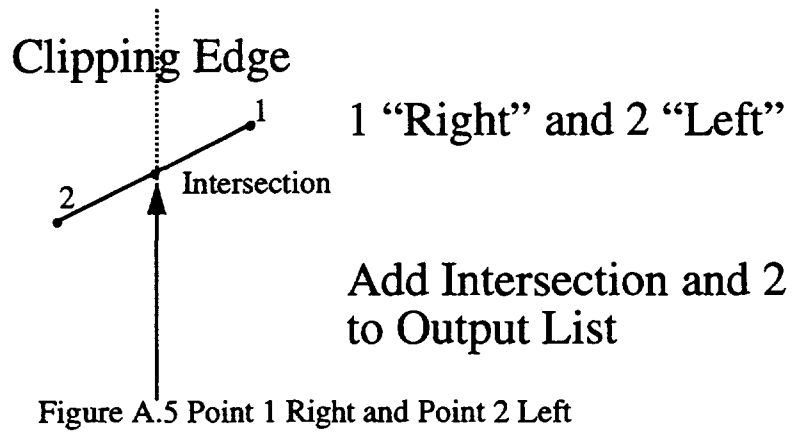 Clipping Edge
1
1 “Right” and 2 “Left”
Intersection
2
Add Intersection and 2
to Output List
Figure A.5 Point 1 Right and Point 2 Left